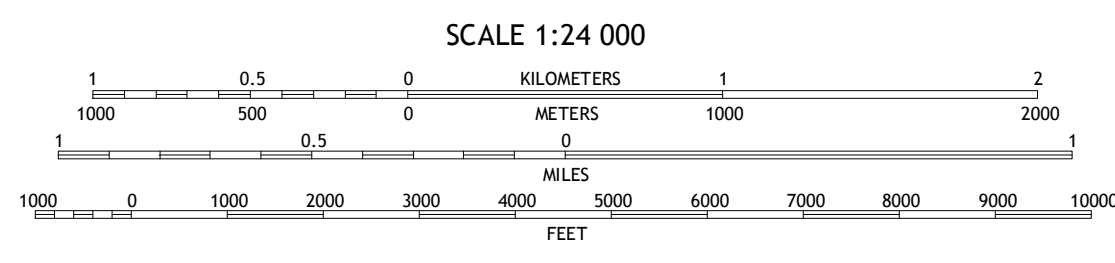 SCALE 1:24 000
1 0.5 0 KILOMETERS 1 2
1000 500 0 METERS 1000 2000
1 0.5 0 1
MILES
1000 0 1000 2000 3000 4000 5000 6000 7000 8000 9000 10000
FEET